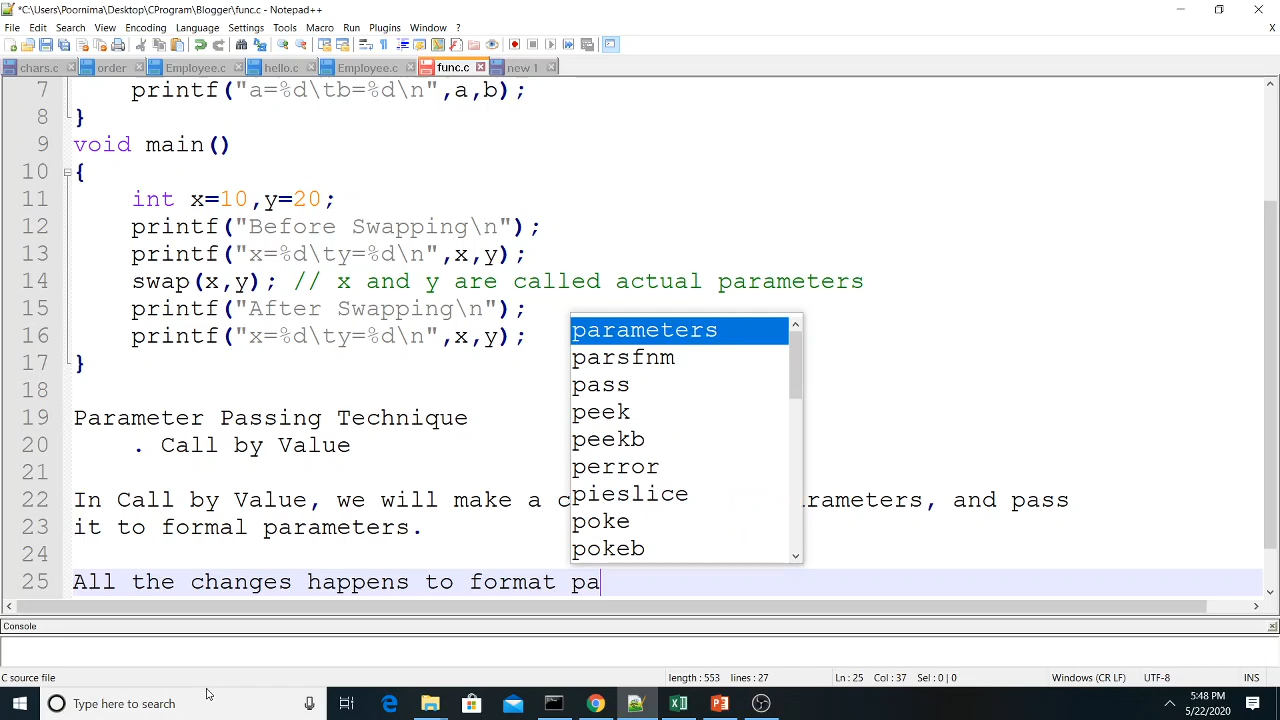 *C:\Users\Poornima\Desktop\CProgram\Blogger\func.c - Notepad++
File Edit Search View Encoding Language Settings Tools Macro Run Plugins Window ?
X
chars.c order Employee.c hello.c Employee.c func.c new 1
7 printf("a=%d\tb=%d\n",a,b);
8 }
9 void main()
10 {
11 int x=10,y=20;
12 printf("Before Swapping\n");
13 printf("x=%d\ty=%d\n",x,y);
14 swap(x,y); // x and y are called actual parameters
15 printf("After Swapping\n");
16 printf("x=%d\ty=%d\n",x,y);
17 }
18
19 Parameter Passing Technique
20 . Call by Value
21
22 In Call by Value, we will make a c rameters, and pass
23 it to formal parameters.
24
25 All the changes happens to format pa
parameters
parsfnm
pass
peek
peekb
perror
pieslice
poke
pokeb
Console
C source file length : 553 lines : 27 Ln : 25 Col : 37 Sel : 0 | 0 Windows (CR LF) UTF-8 INS
Type here to search
5:48 PM
5/22/2020